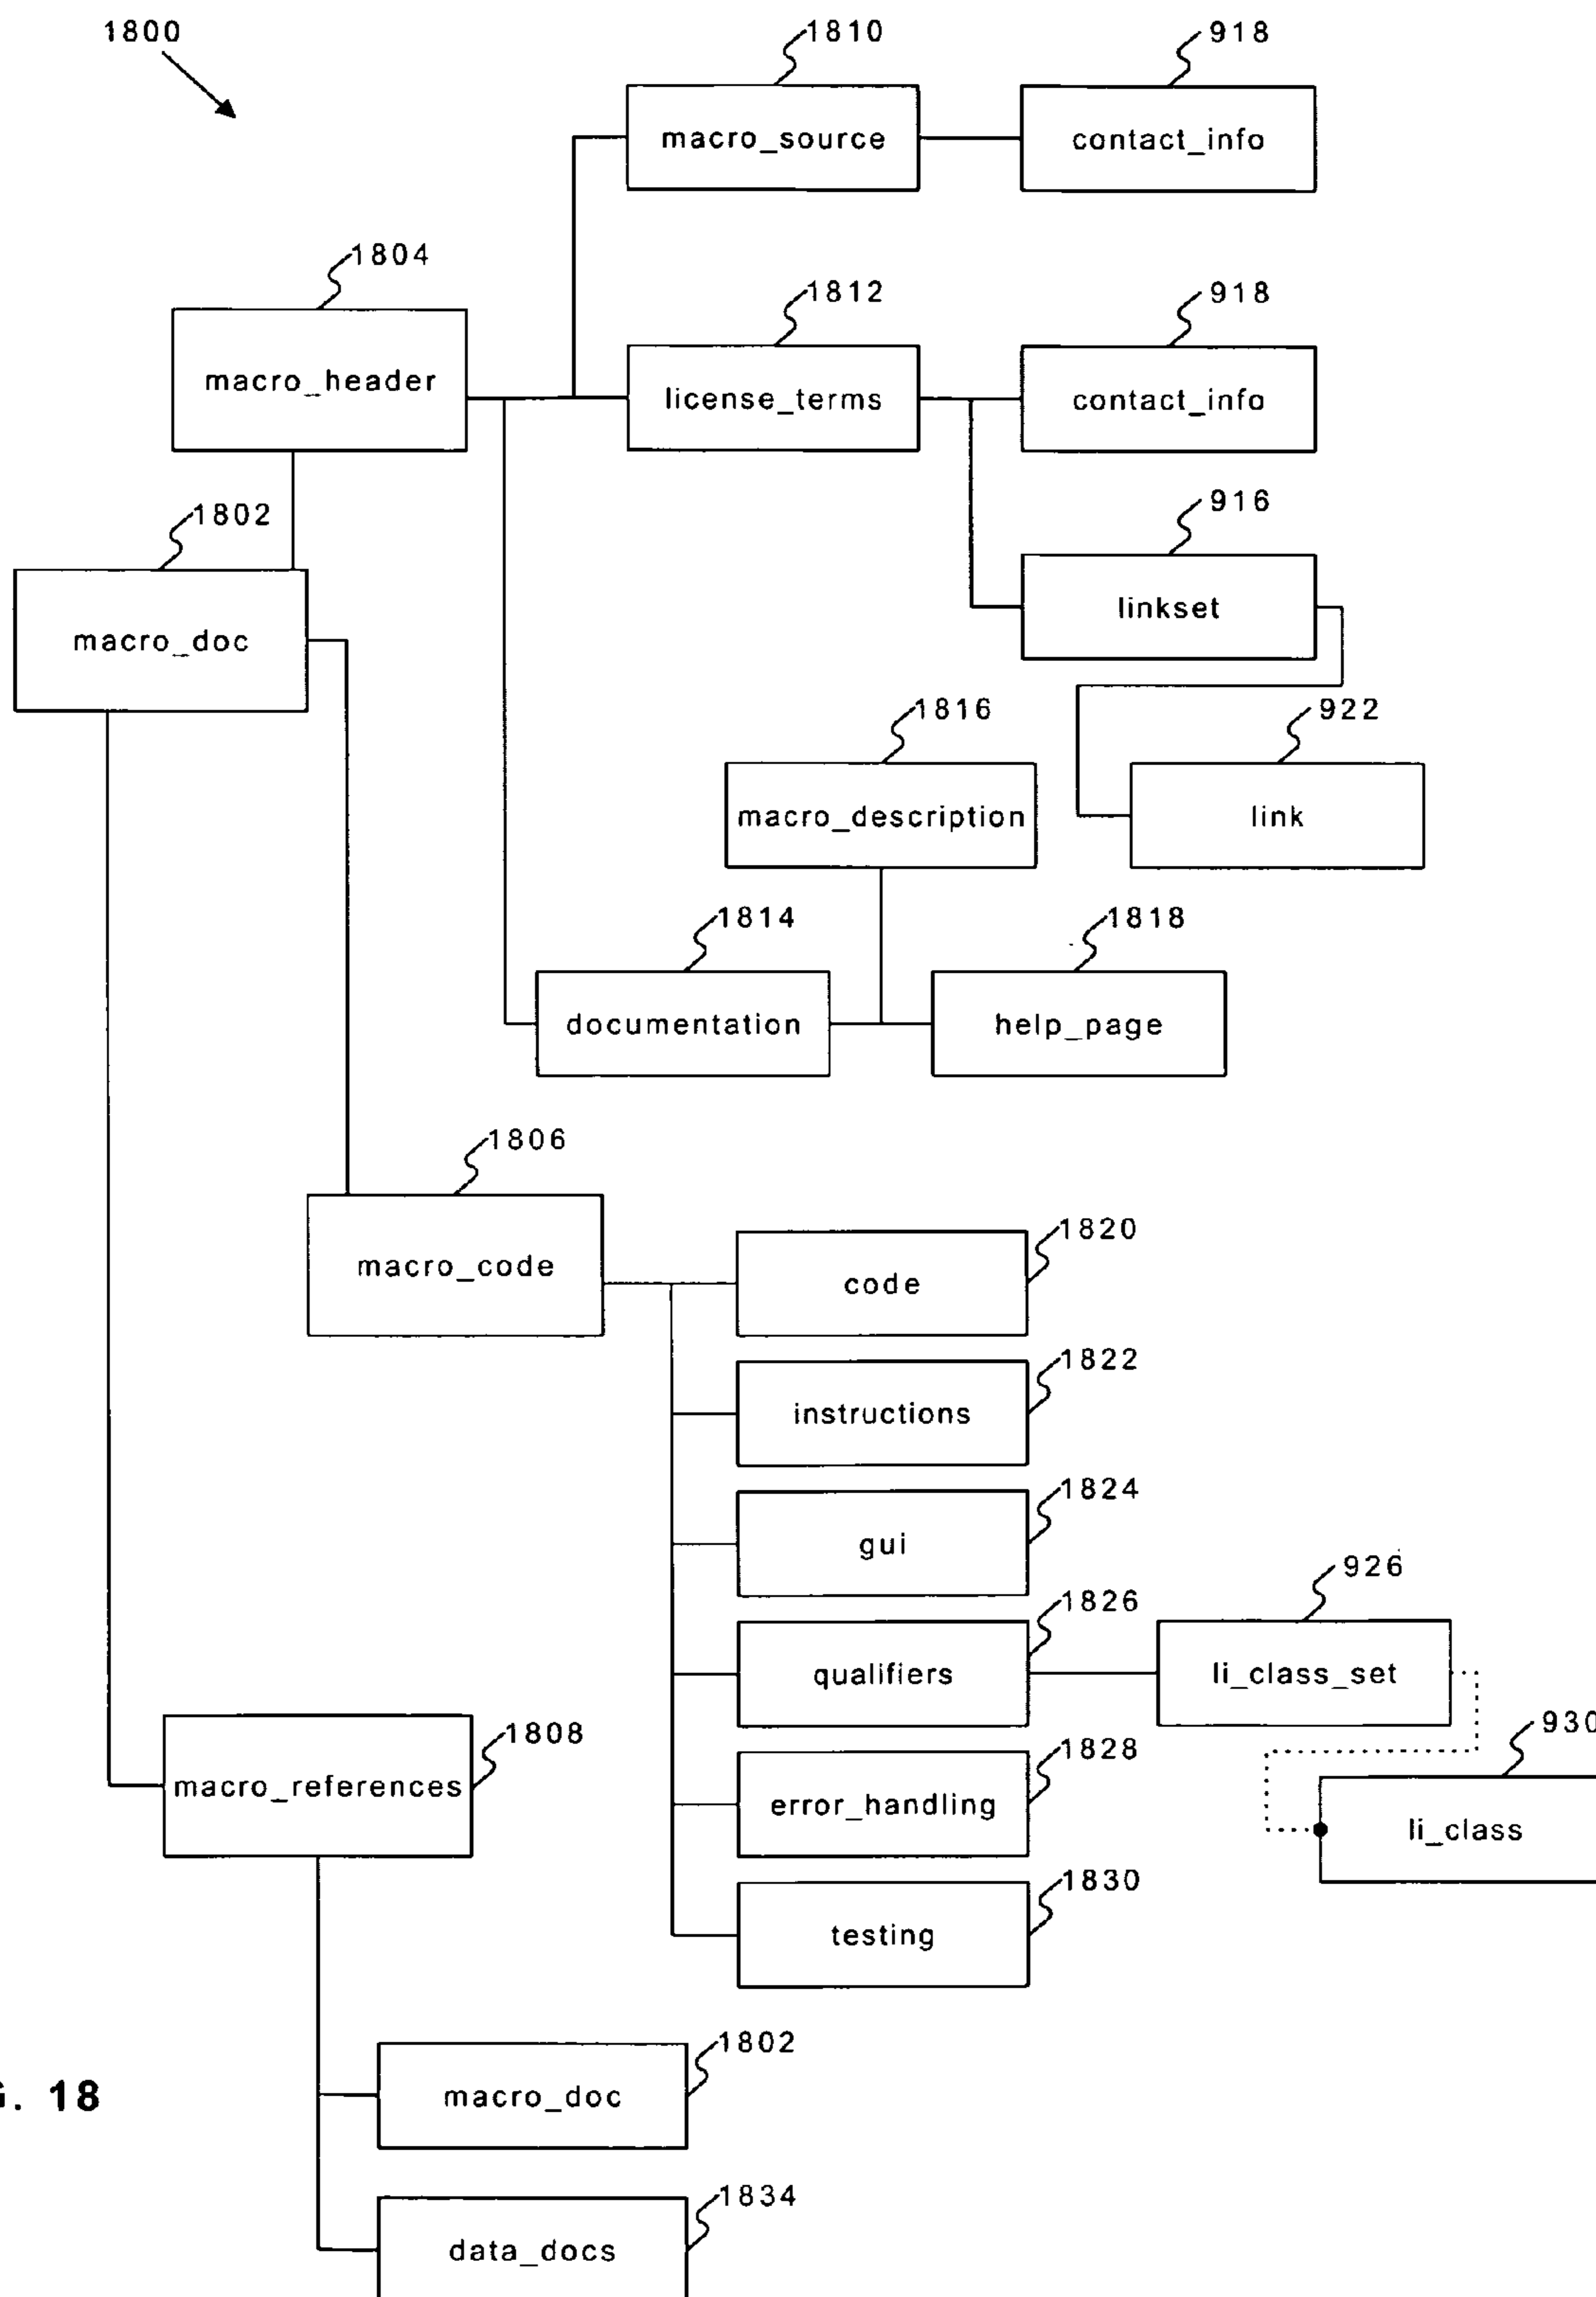 1800
1810
918
macro_source
contact_info
1804
1812
918
macro_header
license_terms
contact_info
1802
916
macro_doc
linkset
1816
922
macro_description
link
1814
1818
documentation
help_page
1806
1820
macro_code
code
1822
instructions
1824
gui
926
1826
qualifiers
li_class_set
1808
930
macro_references
1828
error_handling
li_class
1830
testing
1802
G. 18
macro_doc
1834
data_docs